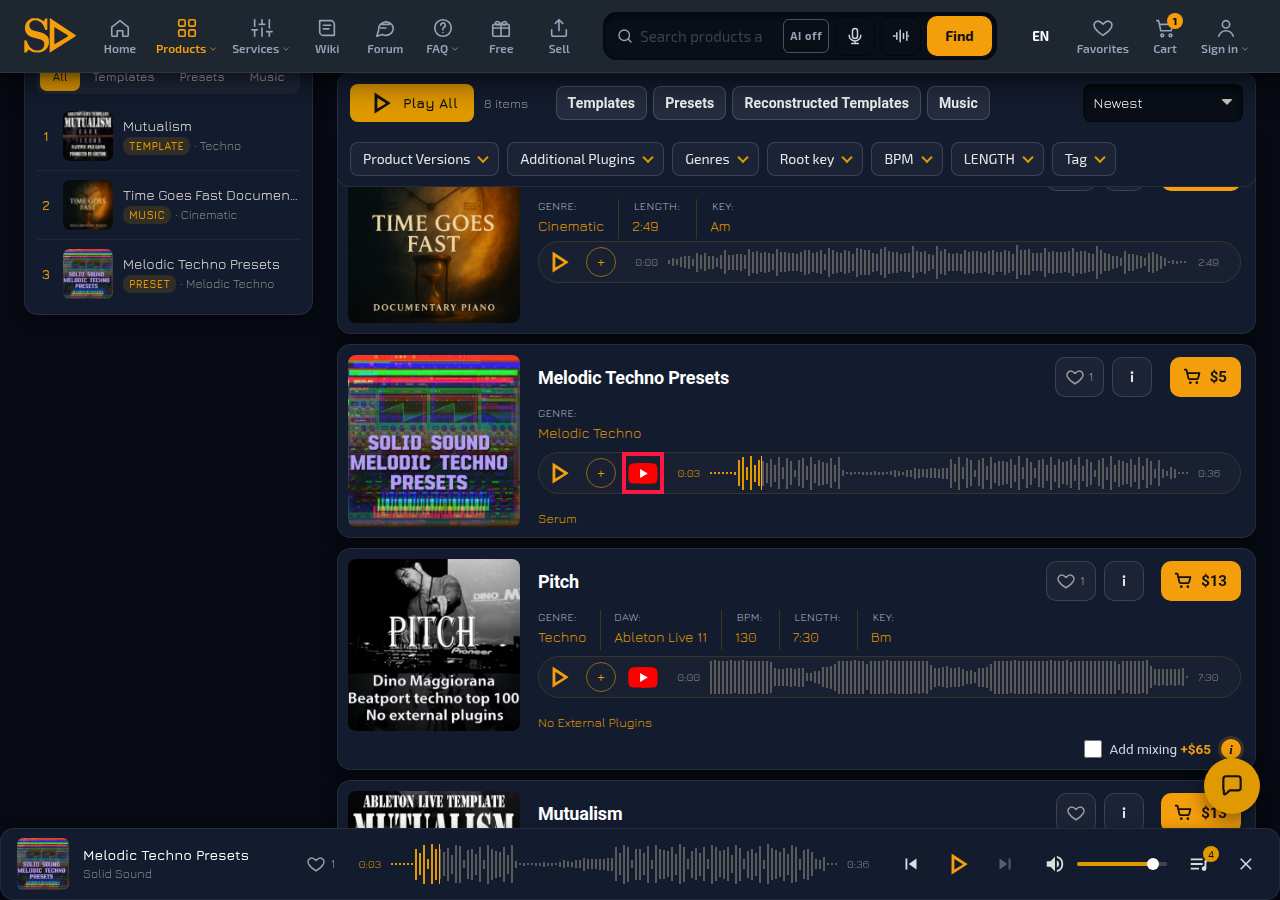 Home
Products
Services
Wiki
Forum
FAQ
Free
Sell
Search products a
AI off
Find
EN
Favorites
1
Cart
Sign in
All
Templates
Presets
Music
1
Mutualism
TEMPLATE · Techno
2
Time Goes Fast Documen...
MUSIC · Cinematic
3
Melodic Techno Presets
PRESET · Melodic Techno
Play All
8 items
Templates
Presets
Reconstructed Templates
Music
Newest
Product Versions
Additional Plugins
Genres
Root key
BPM
LENGTH
Tag
TIME GOES
FAST
DOCUMENTARY PIANO
GENRE:
LENGTH:
KEY:
Cinematic
2:49
Am
+
0:00
2:49
SOLID SOUND
MELODIC TECHNO
PRESETS
Melodic Techno Presets
1
i
$5
GENRE:
Melodic Techno
+
0:03
0:36
Serum
DINO M
PITCH
Pioneer
Dino Maggiorana
Beatport techno top 100
No external plugins
Pitch
1
i
$13
GENRE:
DAW:
BPM:
LENGTH:
KEY:
Techno
Ableton Live 11
130
7:30
Bm
+
0:00
7:30
No External Plugins
Add mixing +$65
i
ABLETON LIVE TEMPLATE
MUTUALISM
Mutualism
i
$13
Melodic Techno Presets
Solid Sound
1
0:03
0:36
4